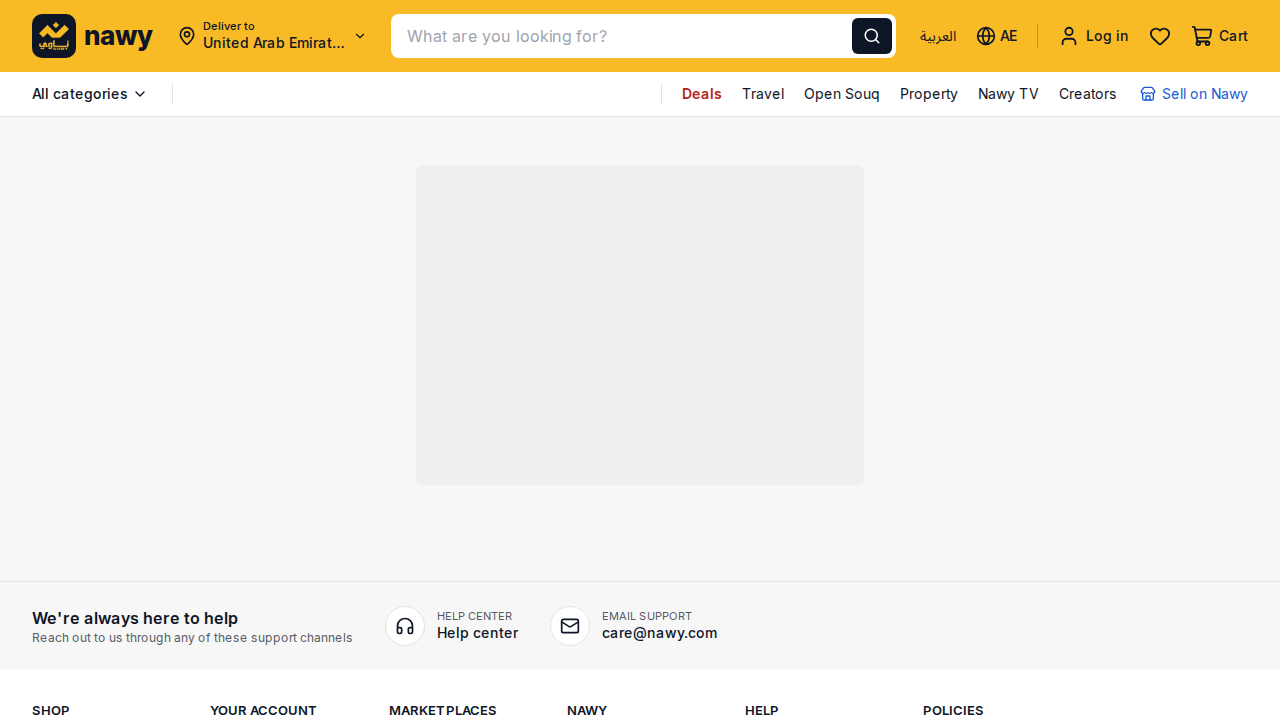 ناوي
NAWY
nawy
Deliver to
United Arab Emirat...
What are you looking for?
العربية
AE
Log in
Cart
All categories
Deals
Travel
Open Souq
Property
Nawy TV
Creators
Sell on Nawy
We're always here to help
Reach out to us through any of these support channels
HELP CENTER
Help center
EMAIL SUPPORT
care@nawy.com
SHOP
YOUR ACCOUNT
MARKETPLACES
NAWY
HELP
POLICIES